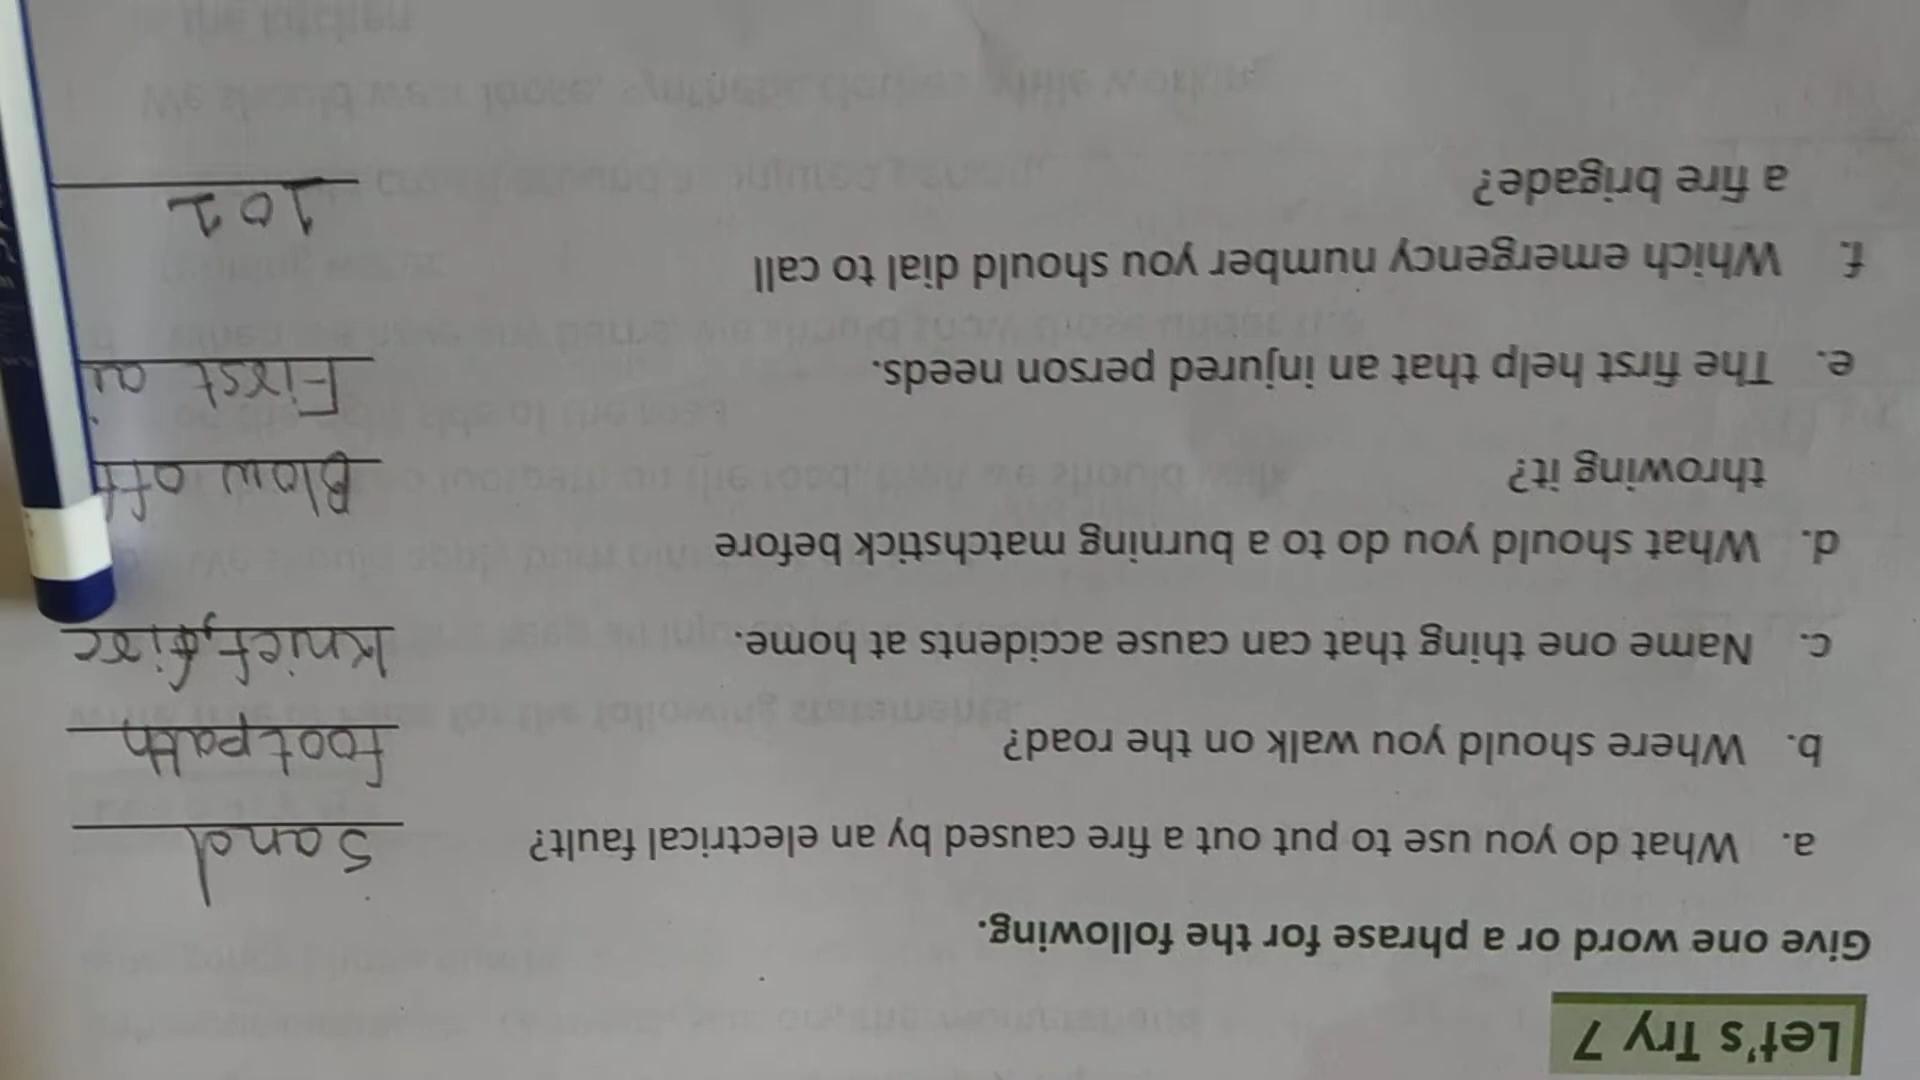 Let's Try 7
Give one word or a phrase for the following.
a. What do you use to put out a fire caused by an electrical fault? Sand
b. Where should you walk on the road? footpath
c. Name one thing that can cause accidents at home. knief, fire
d. What should you do to a burning matchstick before
throwing it? Blow off
e. The first help that an injured person needs. First ai
f. Which emergency number you should dial to call
a fire brigade? 101